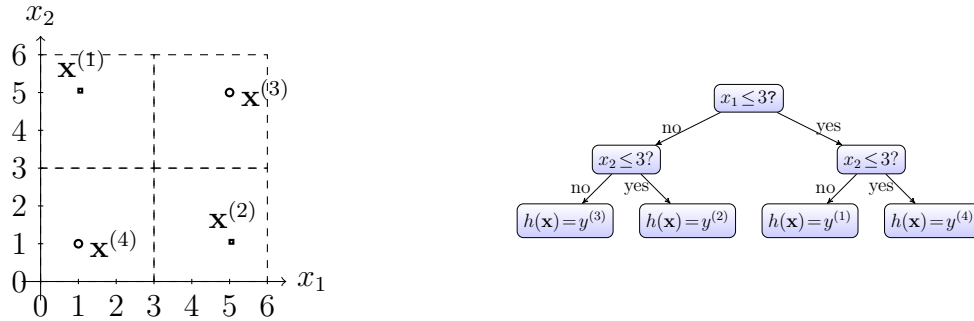 x₂
6
x⁽¹⁾
5
x⁽³⁾
4
3
2
x⁽²⁾
1
x⁽⁴⁾
0
x₁
0 1 2 3 4 5 6
x₁ ≤ 3?
no yes
x₂ ≤ 3? x₂ ≤ 3?
no yes no yes
h(x) = y⁽³⁾ h(x) = y⁽²⁾ h(x) = y⁽¹⁾ h(x) = y⁽⁴⁾